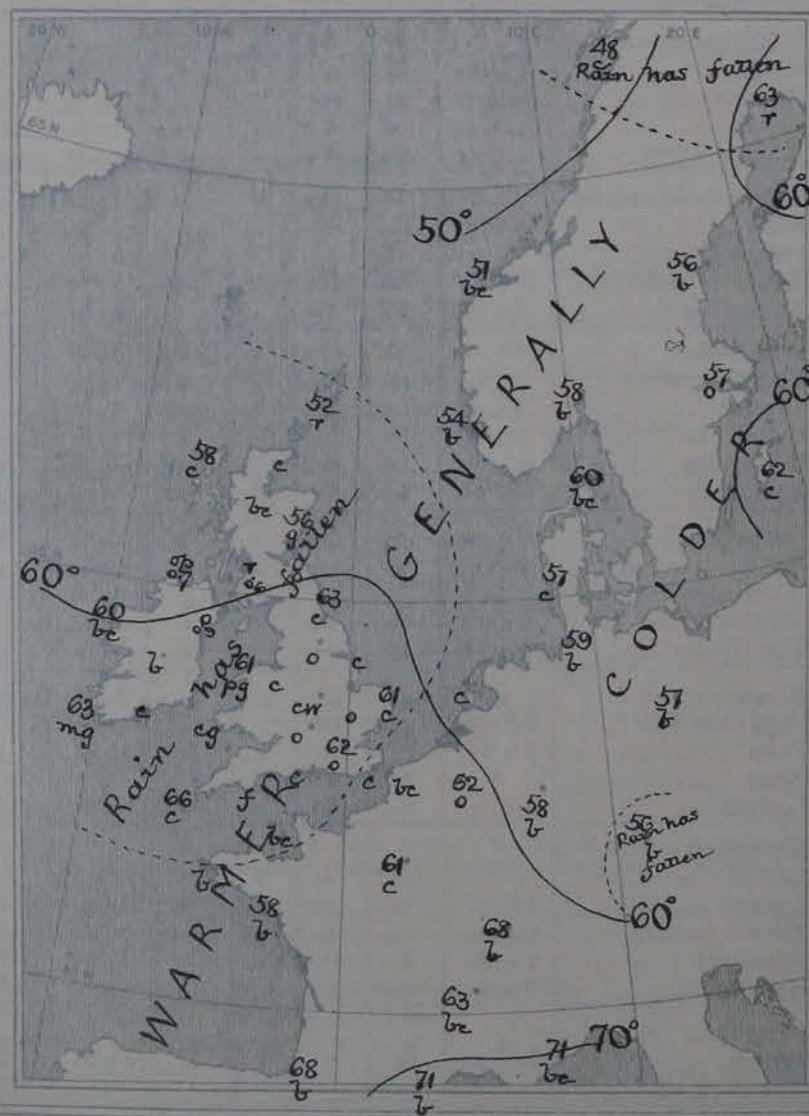 20 W
10 W
0
10 E
20 E
65 N
48
c
Rain has fallen
63
r
60°
50°
51
bc
56
b
GENERALLY
57
o
60°
52
r
54
b
58
b
58
c
c
bc
56
g
60
bc
62
c
COLDER
Rain has fallen
60°
60
bc
r
57
c
63
c
59
b
b
61
pg
o
c
c
57
b
63
mg
c
cg
c
cw
o
61
c
c
o
62
o
66
c
f
c
c
bc
62
o
58
b
56
b
Rain has
fallen
WARMER
bc
b
61
c
58
b
60°
68
b
63
bc
70°
68
b
71
b
71
bc